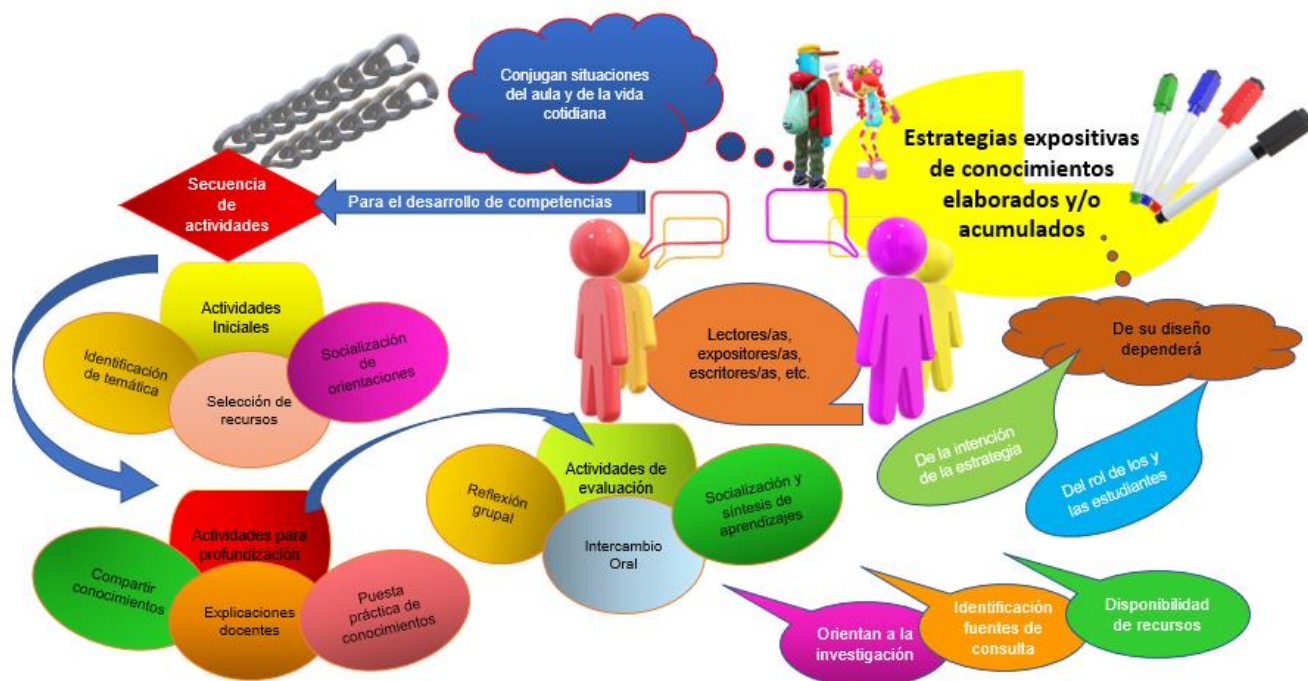 Conjugan situaciones
del aula y de la vida
cotidiana
Estrategias expositivas
de conocimientos
elaborados y/o
acumulados
Secuencia
de
actividades
Para el desarrollo de competencias
Actividades
Iniciales
Identificación
de temática
Selección de
recursos
Socialización
de
orientaciones
Lectores/as,
expositores/as,
escritores/as, etc.
De su diseño
dependerá
De la intención
de la estrategia
Del rol de los y
las estudiantes
Actividades para
profundización
Compartir
conocimientos
Explicaciones
docentes
Puesta
práctica de
conocimientos
Actividades de
evaluación
Reflexión
grupal
Intercambio
Oral
Socialización y
síntesis de
aprendizajes
Orientan a la
investigación
Identificación
fuentes de
consulta
Disponibilidad
de recursos